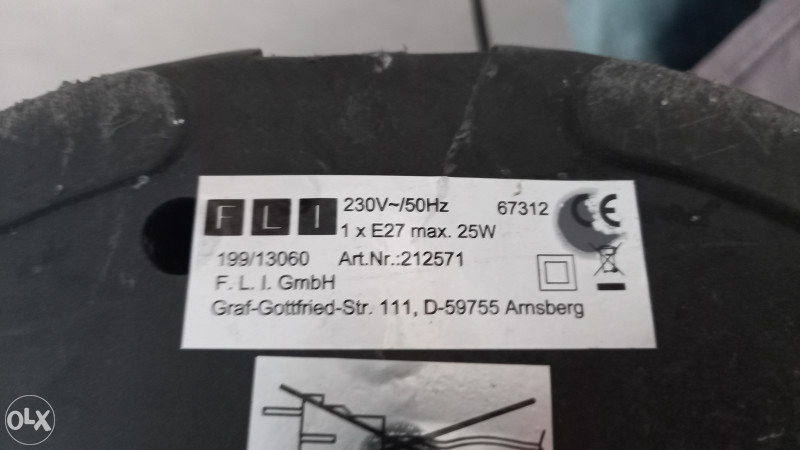 FLI 230V~/50Hz 67312 CE
1 x E27 max. 25W
199/13060 Art.Nr.:212571
F. L. I. GmbH
Graf-Gottfried-Str. 111, D-59755 Arnsberg
OLX